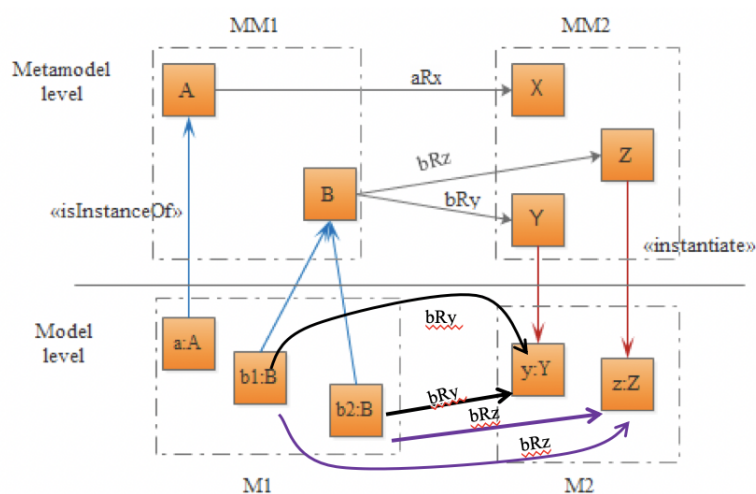 MM1
MM2
Metamodel
level
A
aRx
X
bRz
Z
B
bRy
Y
«isInstanceOf»
«instantiate»
Model
level
a:A
bRy
b1:B
y:Y
z:Z
b2:B
bRy
bRz
bRz
M1
M2